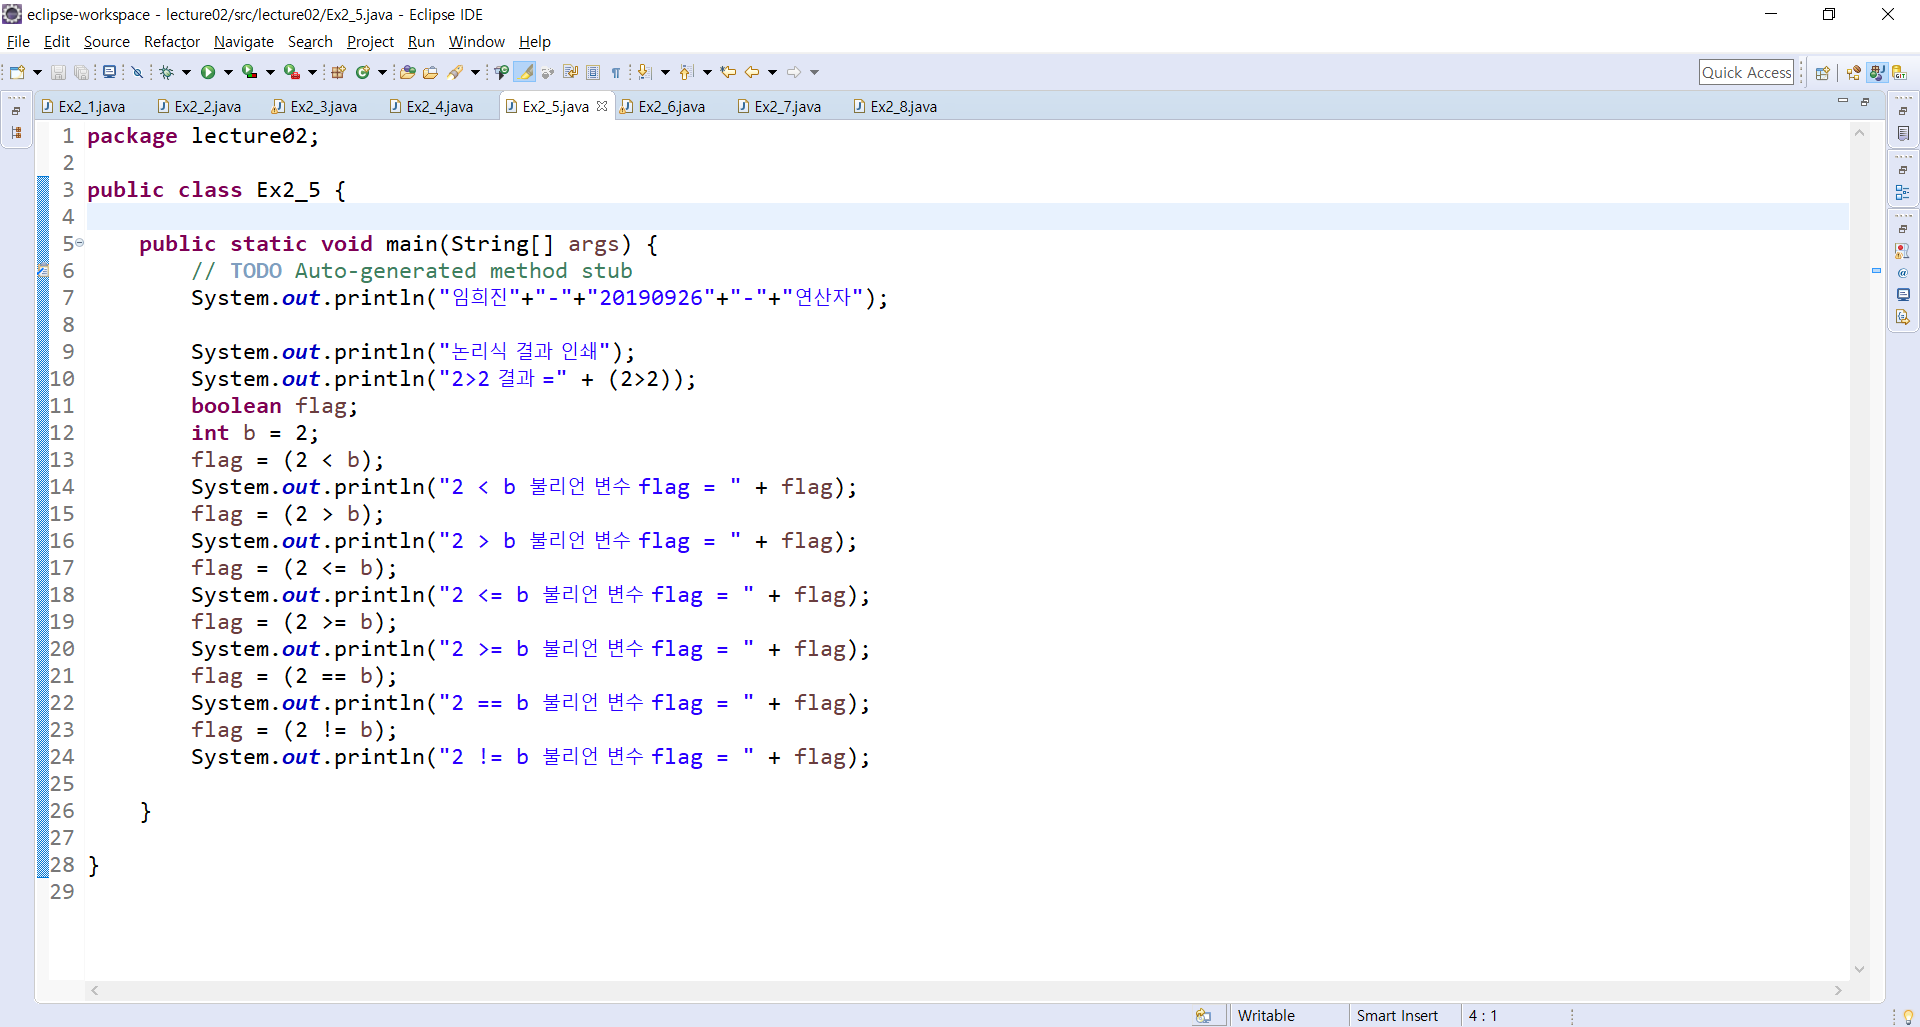 eclipse-workspace - lecture02/src/lecture02/Ex2_5.java - Eclipse IDE
File Edit Source Refactor Navigate Search Project Run Window Help
Quick Access
Ex2_1.java Ex2_2.java Ex2_3.java Ex2_4.java Ex2_5.java Ex2_6.java Ex2_7.java Ex2_8.java
1 package lecture02;
2
3 public class Ex2_5 {
4
5     public static void main(String[] args) {
6         // TODO Auto-generated method stub
7         System.out.println("임희진"+"-"+"20190926"+"-"+"연산자");
8
9         System.out.println("논리식 결과 인쇄");
10         System.out.println("2>2 결과 =" + (2>2));
11         boolean flag;
12         int b = 2;
13         flag = (2 < b);
14         System.out.println("2 < b 불리언 변수 flag = " + flag);
15         flag = (2 > b);
16         System.out.println("2 > b 불리언 변수 flag = " + flag);
17         flag = (2 <= b);
18         System.out.println("2 <= b 불리언 변수 flag = " + flag);
19         flag = (2 >= b);
20         System.out.println("2 >= b 불리언 변수 flag = " + flag);
21         flag = (2 == b);
22         System.out.println("2 == b 불리언 변수 flag = " + flag);
23         flag = (2 != b);
24         System.out.println("2 != b 불리언 변수 flag = " + flag);
25
26     }
27
28 }
29
Writable Smart Insert 4 : 1